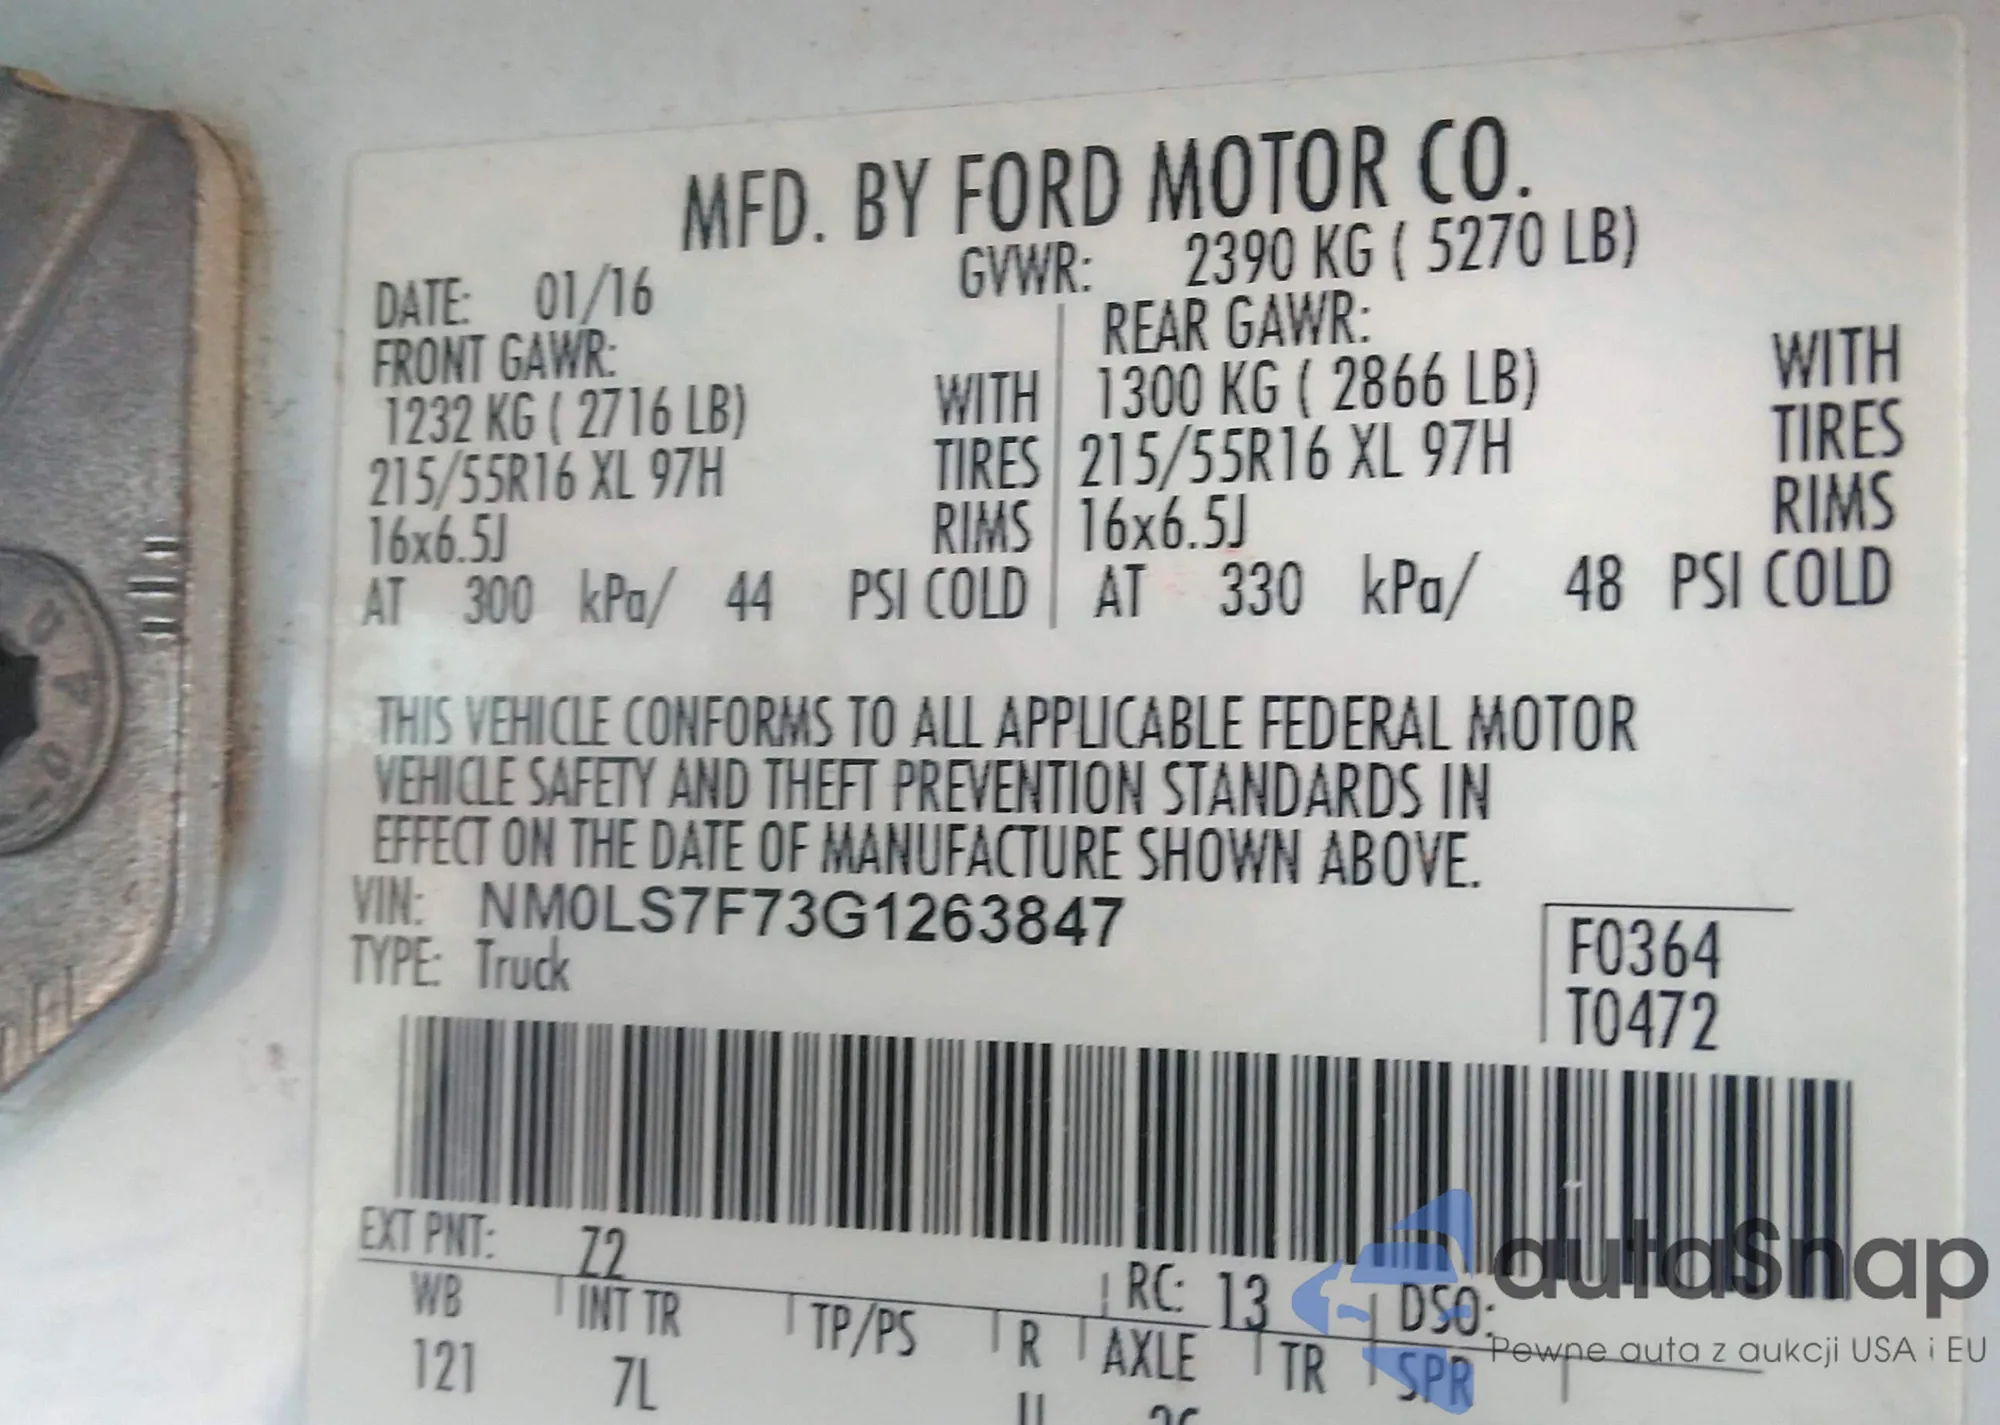 MFD. BY FORD MOTOR CO.
DATE: 01/16 GVWR: 2390 KG ( 5270 LB)
FRONT GAWR: REAR GAWR:
1232 KG ( 2716 LB) WITH 1300 KG ( 2866 LB) WITH
215/55R16 XL 97H TIRES 215/55R16 XL 97H TIRES
16x6.5J RIMS 16x6.5J RIMS
AT 300 kPa/ 44 PSI COLD AT 330 kPa/ 48 PSI COLD
THIS VEHICLE CONFORMS TO ALL APPLICABLE FEDERAL MOTOR
VEHICLE SAFETY AND THEFT PREVENTION STANDARDS IN
EFFECT ON THE DATE OF MANUFACTURE SHOWN ABOVE.
VIN: NM0LS7F73G1263847
TYPE: Truck
F0364
T0472
EXT PNT: Z2 RC: 13 DSO:
WB INT TR TP/PS R AXLE TR SPR
121 7L
autaSnap
Pewne auta z aukcji USA i EU